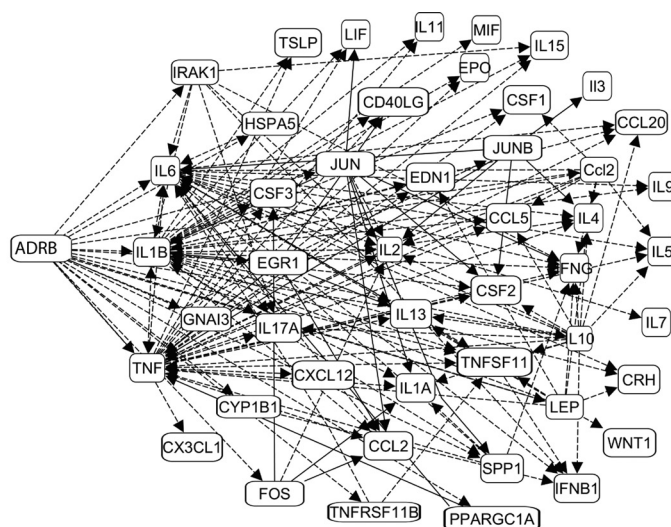 IL11
MIF
LIF
TSLP
IL15
IRAK1
EPO
Il3
CD40LG
CSF1
HSPA5
CCL20
JUNB
JUN
IL6
Ccl2
EDN1
IL9
CSF3
CCL5
IL4
ADRB
IL1B
IL2
IL5
EGR1
IFNG
CSF2
GNAI3
IL13
IL7
IL17A
IL10
TNF
TNFSF11
CXCL12
CRH
IL1A
CYP1B1
LEP
WNT1
CX3CL1
CCL2
SPP1
IFNB1
FOS
TNFRSF11B
PPARGC1A